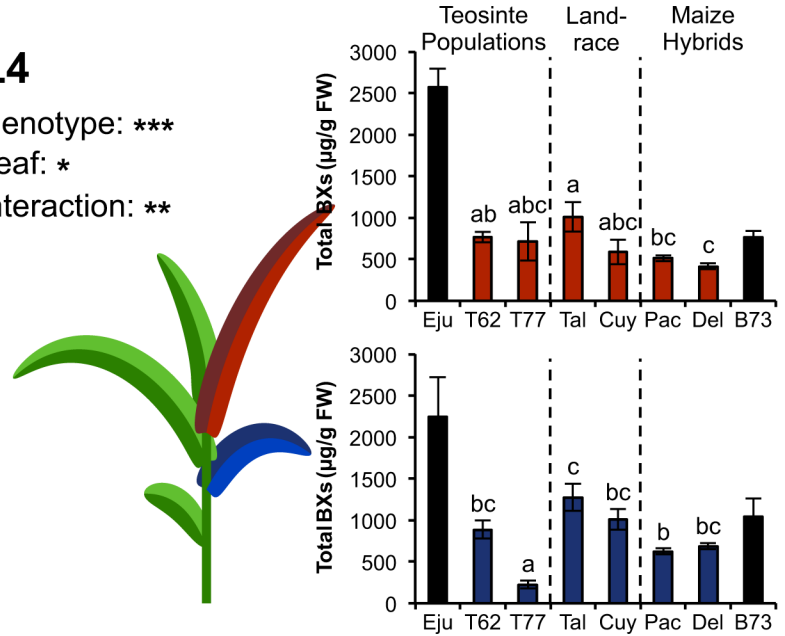 .4
enotype: ***
eaf: *
nteraction: **
Teosinte Populations
Land-race
Maize Hybrids
Total BXs (µg/g FW)
3000
2500
2000
1500
1000
500
0
ab
abc
a
abc
bc
c
Eju T62 T77 Tal Cuy Pac Del B73
Total BXs (µg/g FW)
3000
2500
2000
1500
1000
500
0
bc
a
c
bc
b
bc
Eju T62 T77 Tal Cuy Pac Del B73